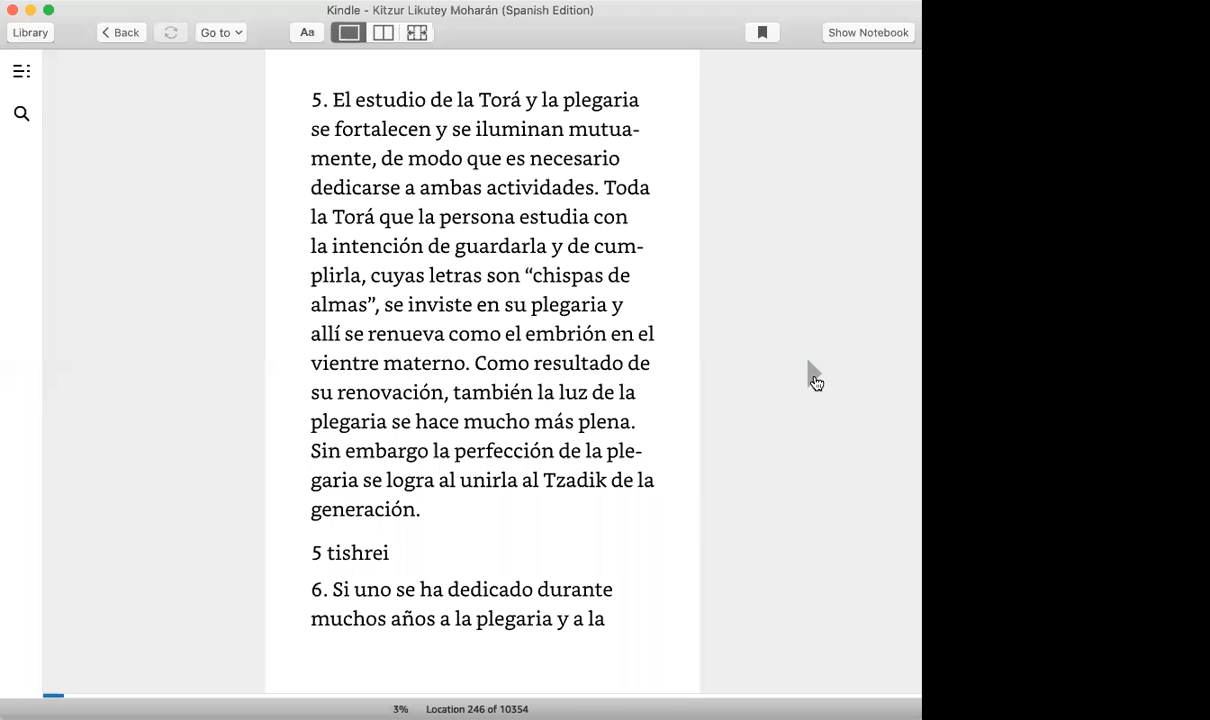 Kindle - Kitzur Likutey Moharán (Spanish Edition)
Library
Back
Go to
Aa
Show Notebook
5. El estudio de la Torá y la plegaria
se fortalecen y se iluminan mutua-
mente, de modo que es necesario
dedicarse a ambas actividades. Toda
la Torá que la persona estudia con
la intención de guardarla y de cum-
plirla, cuyas letras son “chispas de
almas”, se inviste en su plegaria y
allí se renueva como el embrión en el
vientre materno. Como resultado de
su renovación, también la luz de la
plegaria se hace mucho más plena.
Sin embargo la perfección de la ple-
garia se logra al unirla al Tzadik de la
generación.
5 tishrei
6. Si uno se ha dedicado durante
muchos años a la plegaria y a la
3% Location 246 of 10354